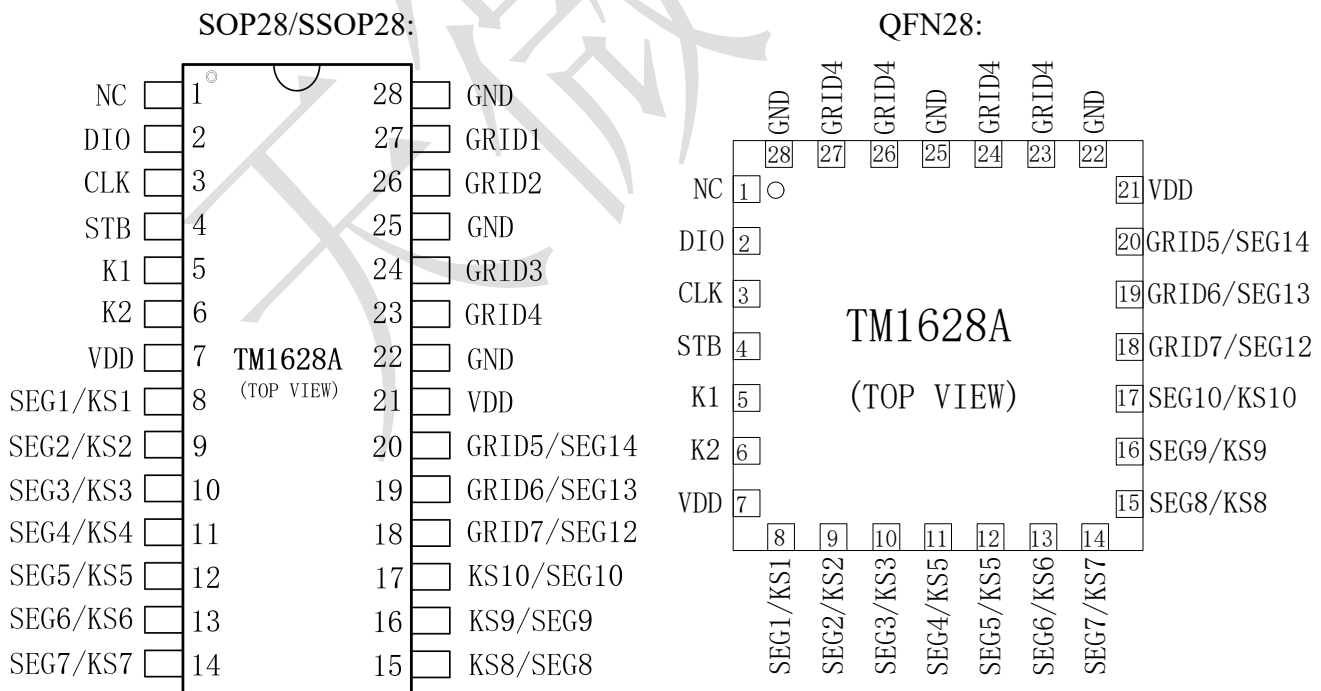 SOP28/SSOP28:
NC 1 28 GND
DIO 2 27 GRID1
CLK 3 26 GRID2
STB 4 25 GND
K1 5 24 GRID3
K2 6 23 GRID4
VDD 7 TM1628A 22 GND
SEG1/KS1 8 (TOP VIEW) 21 VDD
SEG2/KS2 9 20 GRID5/SEG14
SEG3/KS3 10 19 GRID6/SEG13
SEG4/KS4 11 18 GRID7/SEG12
SEG5/KS5 12 17 KS10/SEG10
SEG6/KS6 13 16 KS9/SEG9
SEG7/KS7 14 15 KS8/SEG8
QFN28:
GND GRID4 GRID4 GND GRID4 GRID4 GND
28 27 26 25 24 23 22
NC 1 21 VDD
DIO 2 20 GRID5/SEG14
CLK 3 19 GRID6/SEG13
TM1628A
STB 4 18 GRID7/SEG12
K1 5 (TOP VIEW) 17 SEG10/KS10
K2 6 16 SEG9/KS9
VDD 7 15 SEG8/KS8
8 9 10 11 12 13 14
SEG1/KS1 SEG2/KS2 SEG3/KS3 SEG4/KS5 SEG5/KS5 SEG6/KS6 SEG7/KS7